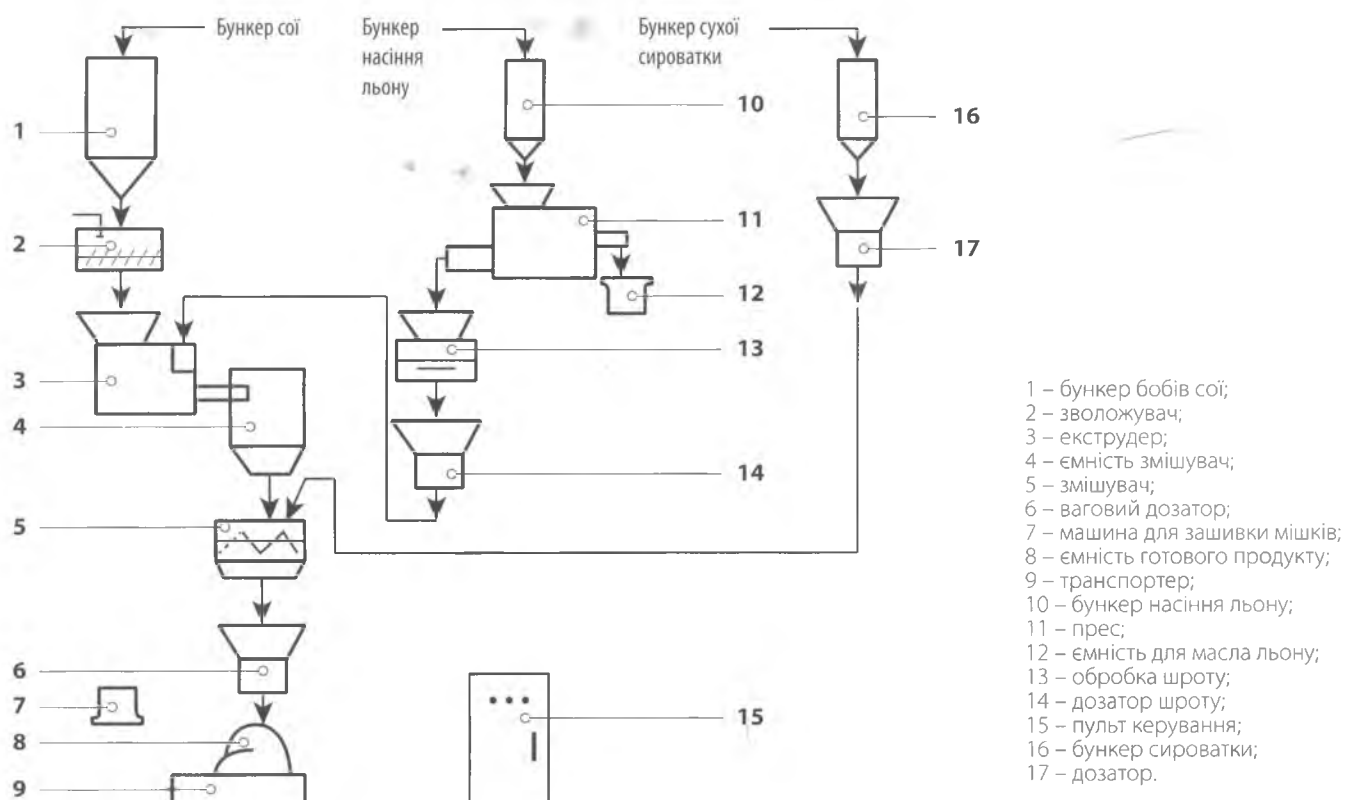 Бункер сої
Бункер
насіння
льону
Бункер сухої
сироватки
1
2
3
4
5
6
7
8
9
10
11
12
13
14
15
16
17
1 – бункер бобів сої;
2 – зволожувач;
3 – екструдер;
4 – ємність змішувач;
5 – змішувач;
6 – ваговий дозатор;
7 – машина для зашивки мішків;
8 – ємність готового продукту;
9 – транспортер;
10 – бункер насіння льону;
11 – прес;
12 – ємність для масла льону;
13 – обробка шроту;
14 – дозатор шроту;
15 – пульт керування;
16 – бункер сироватки;
17 – дозатор.